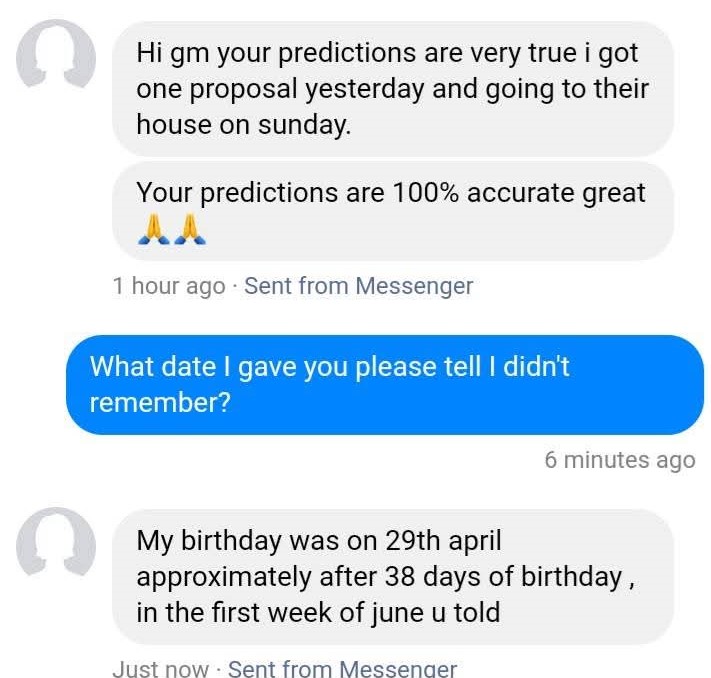 Hi gm your predictions are very true i got
one proposal yesterday and going to their
house on sunday.
Your predictions are 100% accurate great
🙏🙏
1 hour ago · Sent from Messenger
What date I gave you please tell I didn't
remember?
6 minutes ago
My birthday was on 29th april
approximately after 38 days of birthday ,
in the first week of june u told
Just now · Sent from Messenger